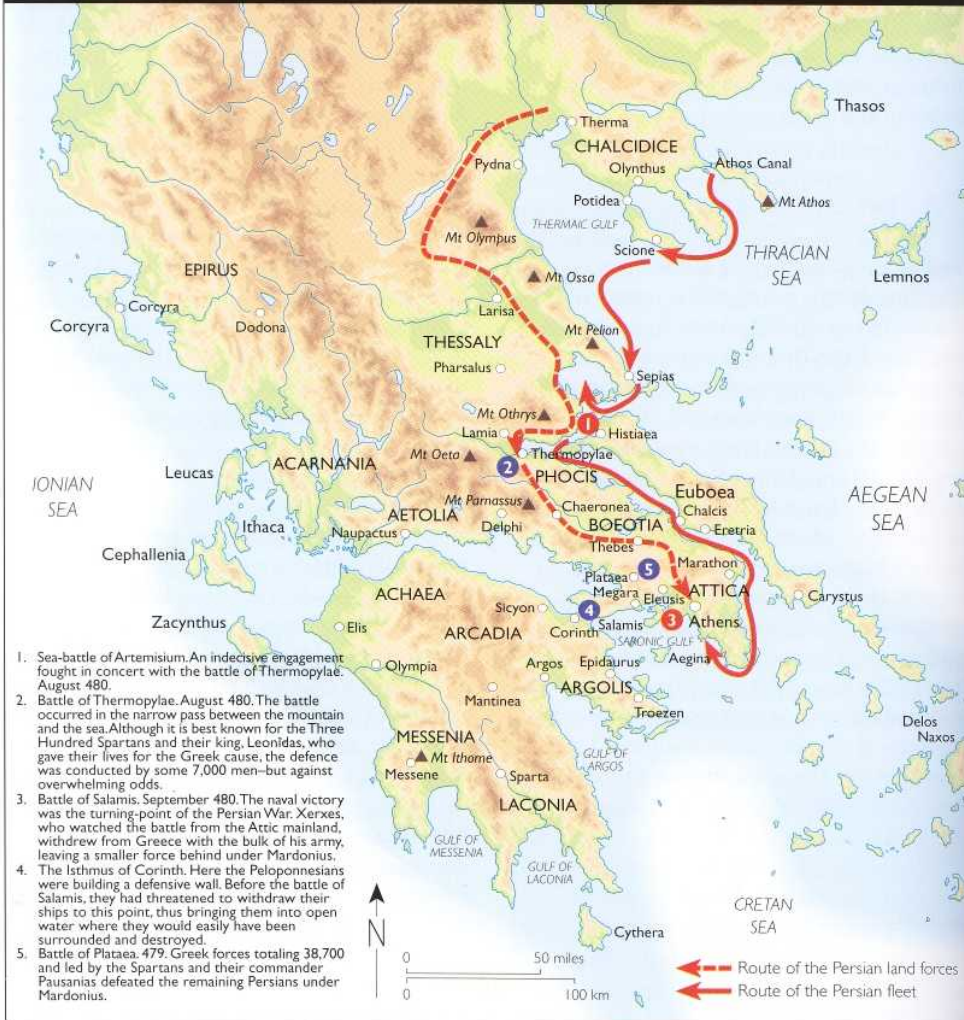 Thasos
Therma
CHALCIDICE
Pydna
Olynthus
Athos Canal
Potidea
Mt Athos
THERMAIC GULF
Mt Olympus
Scione
THRACIAN
SEA
EPIRUS
Mt Ossa
Lemnos
Corcyra
Larisa
Corcyra
Dodona
Mt Pelion
THESSALY
Pharsalus
Sepias
Mt Othrys
1
Lamia
Histiaea
Mt Oeta
Thermopylae
ACARNANIA
2
PHOCIS
Leucas
IONIAN
SEA
Euboea
AEGEAN
SEA
Mt Parnassus
Chaeronea
Chalcis
AETOLIA
Delphi
BOEOTIA
Eretria
Ithaca
Naupactus
Thebes
Cephallenia
Marathon
5
Plataea
ATTICA
Megara
Eleusis
Carystus
ACHAEA
Sicyon
4
Salamis
3
Athens
Zacynthus
Elis
ARCADIA
Corinth
SARONIC GULF
Aegina
Olympia
Argos
Epidaurus
ARGOLIS
Mantinea
Troezen
Delos
Naxos
MESSENIA
Mt Ithome
GULF OF
ARGOS
Messene
Sparta
LACONIA
GULF OF
MESSENIA
GULF OF
LACONIA
CRETAN
SEA
Cythera
1. Sea-battle of Artemisium. An indecisive engagement
fought in concert with the battle of Thermopylae.
August 480.
2. Battle of Thermopylae. August 480. The battle
occurred in the narrow pass between the mountain
and the sea. Although it is best known for the Three
Hundred Spartans and their king, Leonīdas, who
gave their lives for the Greek cause, the defence
was conducted by some 7,000 men–but against
overwhelming odds.
3. Battle of Salamis. September 480. The naval victory
was the turning-point of the Persian War. Xerxes,
who watched the battle from the Attic mainland,
withdrew from Greece with the bulk of his army,
leaving a smaller force behind under Mardonius.
4. The Isthmus of Corinth. Here the Peloponnesians
were building a defensive wall. Before the battle of
Salamis, they had threatened to withdraw their
ships to this point, thus bringing them into open
water where they would easily have been
surrounded and destroyed.
5. Battle of Plataea. 479. Greek forces totaling 38,700
and led by the Spartans and their commander
Pausanias defeated the remaining Persians under
Mardonius.
N
0 50 miles
0 100 km
Route of the Persian land forces
Route of the Persian fleet